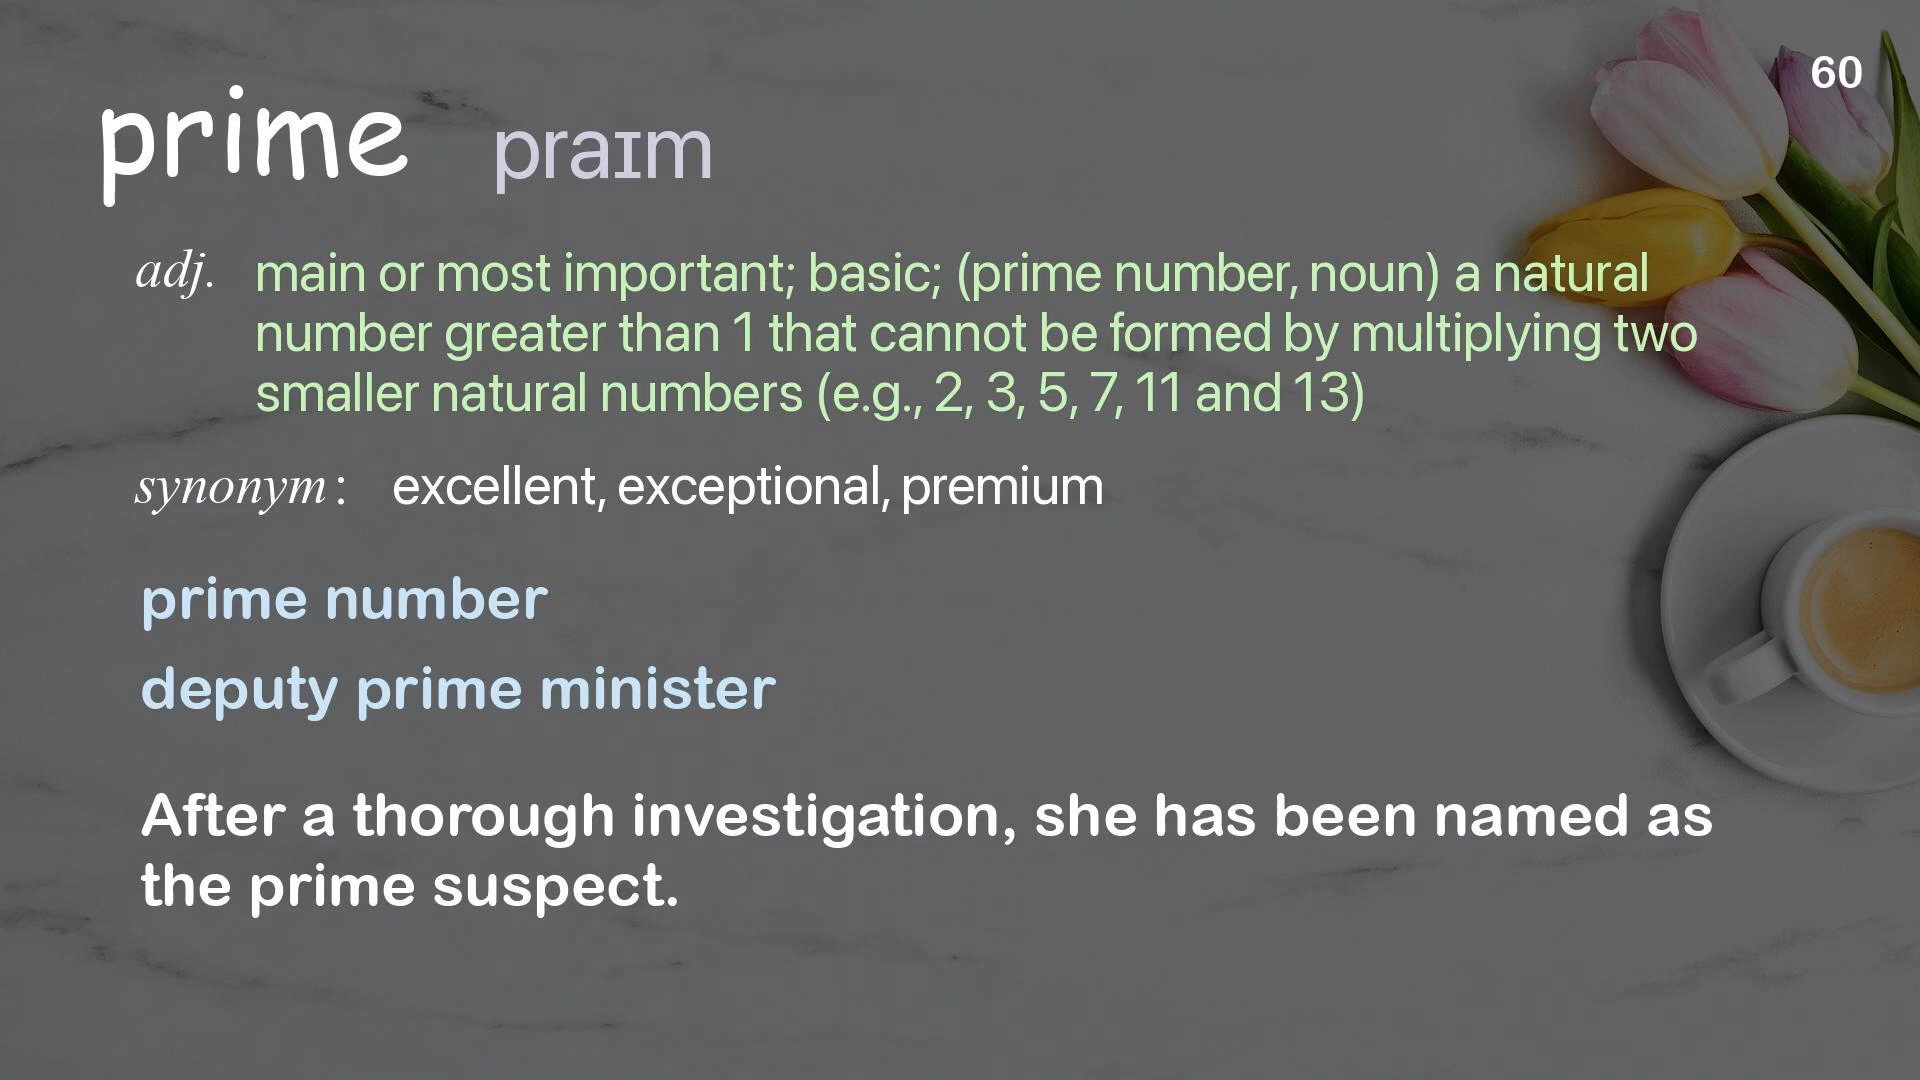 60
prime praɪm
adj. main or most important; basic; (prime number, noun) a natural
number greater than 1 that cannot be formed by multiplying two
smaller natural numbers (e.g., 2, 3, 5, 7, 11 and 13)
synonym : excellent, exceptional, premium
prime number
deputy prime minister
After a thorough investigation, she has been named as
the prime suspect.